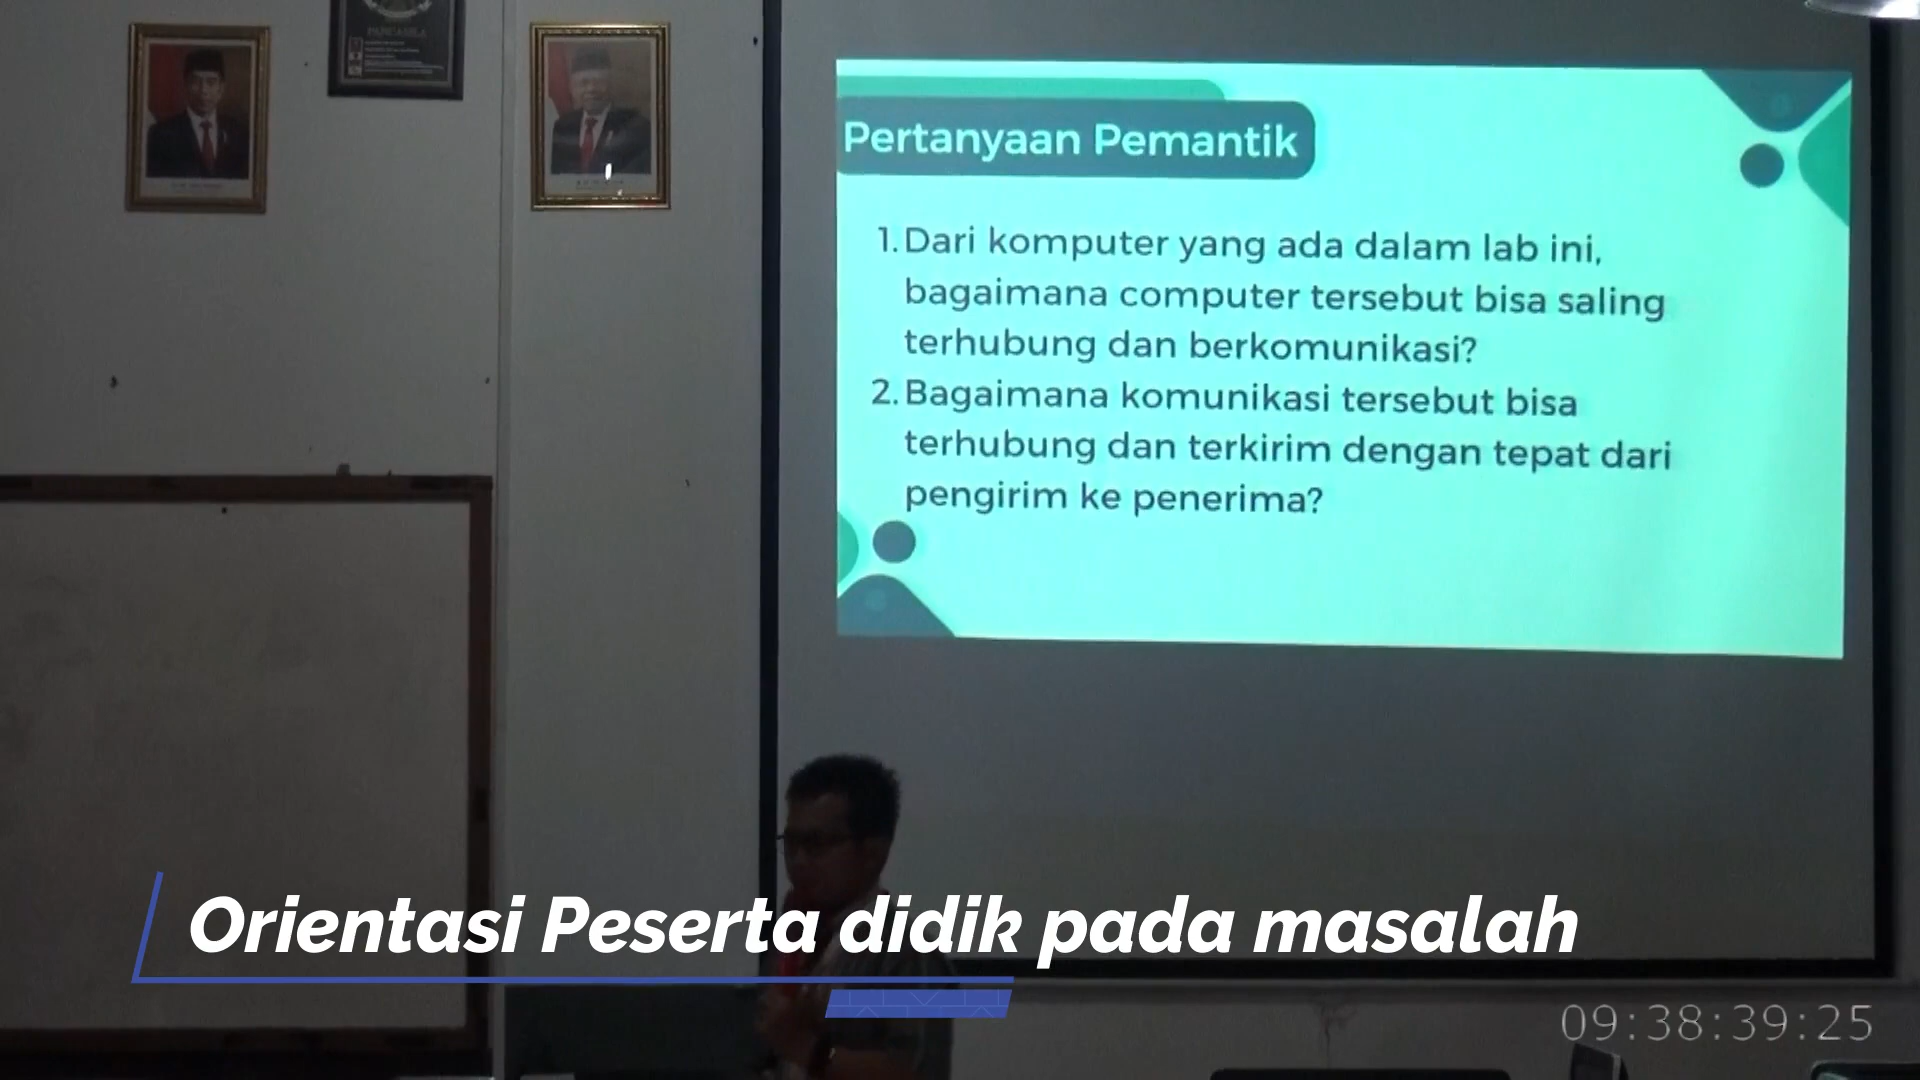 PANCASILA
Pertanyaan Pemantik
1. Dari komputer yang ada dalam lab ini,
bagaimana computer tersebut bisa saling
terhubung dan berkomunikasi?
2. Bagaimana komunikasi tersebut bisa
terhubung dan terkirim dengan tepat dari
pengirim ke penerima?
Orientasi Peserta didik pada masalah
09:38:39:25